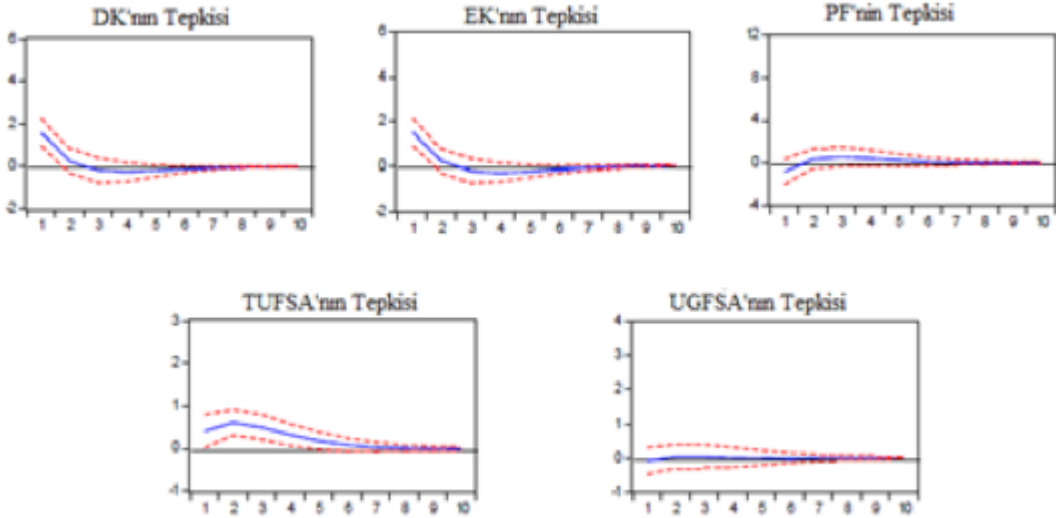 DK'nın Tepkisi
EK'nın Tepkisi
PF'nin Tepkisi
6
4
2
0
-2
1 2 3 4 5 6 7 8 9 10
6
4
2
0
-2
1 2 3 4 5 6 7 8 9 10
12
8
4
0
-4
1 2 3 4 5 6 7 8 9 10
TUFSA'nın Tepkisi
UGFSA'nın Tepkisi
3
2
1
0
-1
1 2 3 4 5 6 7 8 9 10
4
3
2
1
0
-1
1 2 3 4 5 6 7 8 9 10